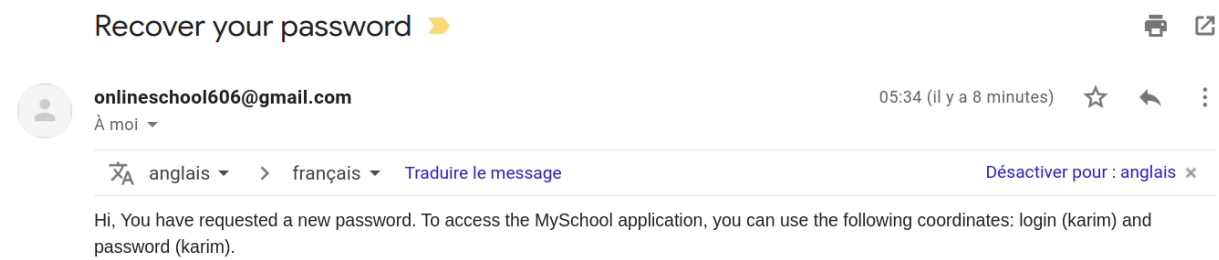 Recover your password
onlineschool606@gmail.com
05:34 (il y a 8 minutes)
À moi
anglais
français
Traduire le message
Désactiver pour : anglais
Hi, You have requested a new password. To access the MySchool application, you can use the following coordinates: login (karim) and
password (karim).